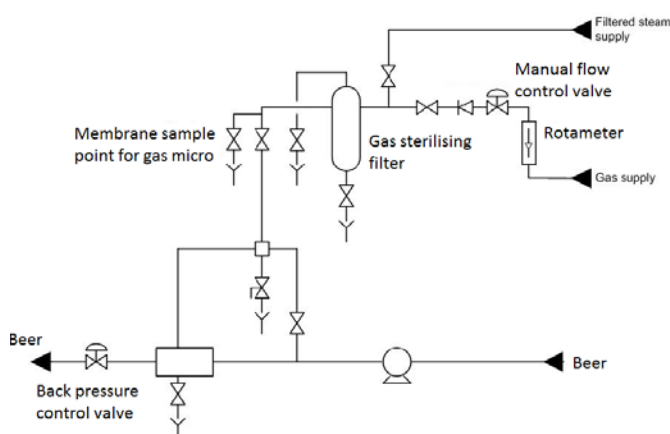 Filtered steam
supply
Manual flow
control valve
Membrane sample
point for gas micro
Gas sterilising
filter
Rotameter
Gas supply
Beer
Beer
Back pressure
control valve